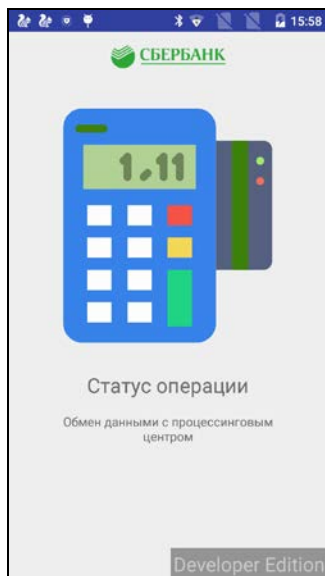 15:58
СБЕРБАНК
1.11
Статус операции
Обмен данными с процессинговым
центром
Developer Edition